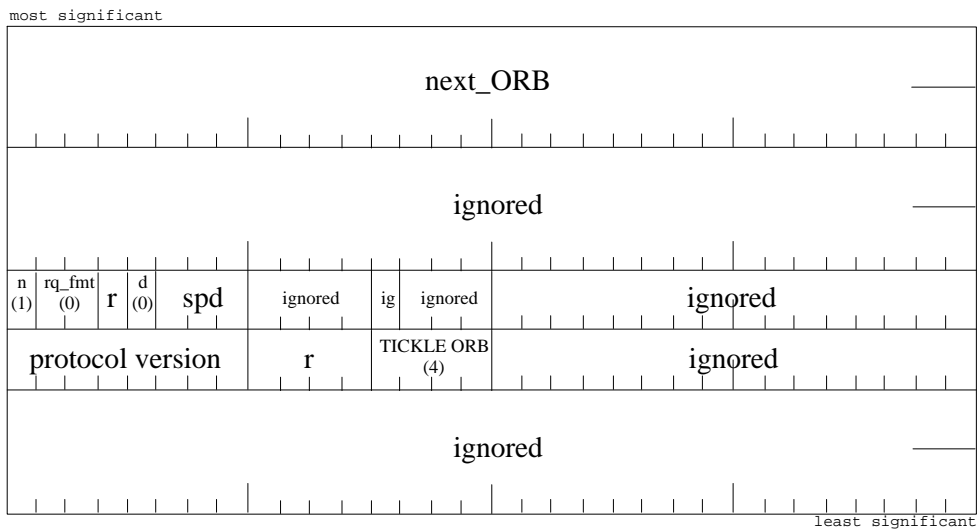 most significant
next_ORB
ignored
n rq_fmt r d spd ignored ig ignored ignored
(1) (0) (0)
protocol version r TICKLE ORB ignored
(4)
ignored
least significant